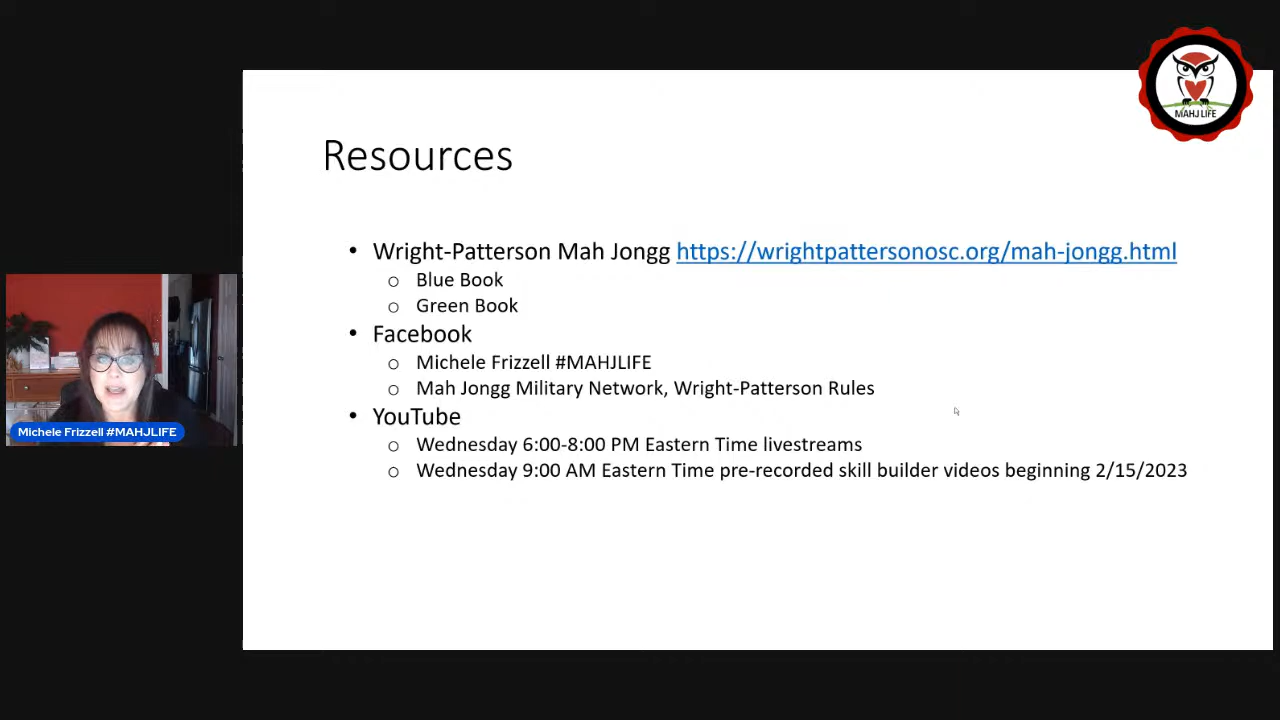 MAHJ LIFE
Resources
• Wright-Patterson Mah Jongg https://wrightpattersonosc.org/mah-jongg.html
o Blue Book
o Green Book
• Facebook
o Michele Frizzell #MAHJLIFE
o Mah Jongg Military Network, Wright-Patterson Rules
• YouTube
o Wednesday 6:00-8:00 PM Eastern Time livestreams
o Wednesday 9:00 AM Eastern Time pre-recorded skill builder videos beginning 2/15/2023
Michele Frizzell #MAHJLIFE